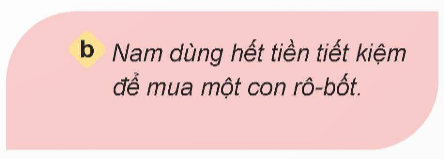 b Nam dùng hết tiền tiết kiệm
để mua một con rô-bốt.